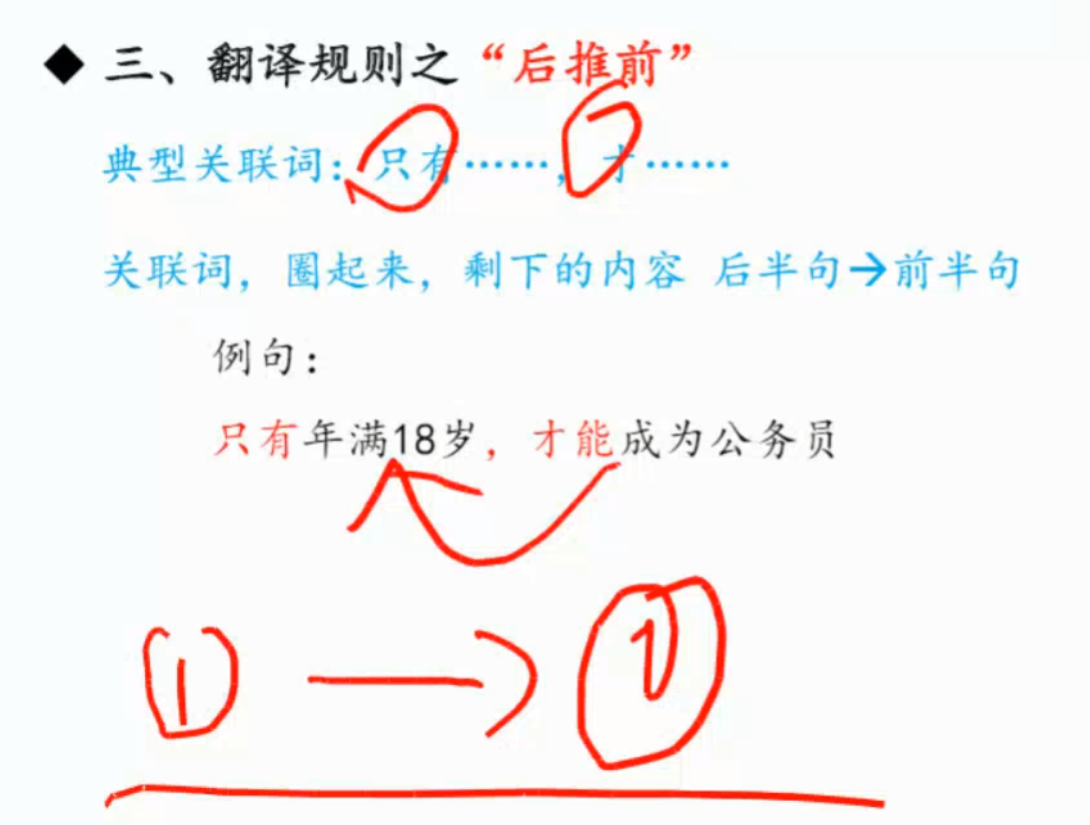 ◆ 三、翻译规则之“后推前”
典型关联词：只有……，才……
关联词，圈起来，剩下的内容 后半句→前半句
例句：
只有年满18岁，才能成为公务员
① →